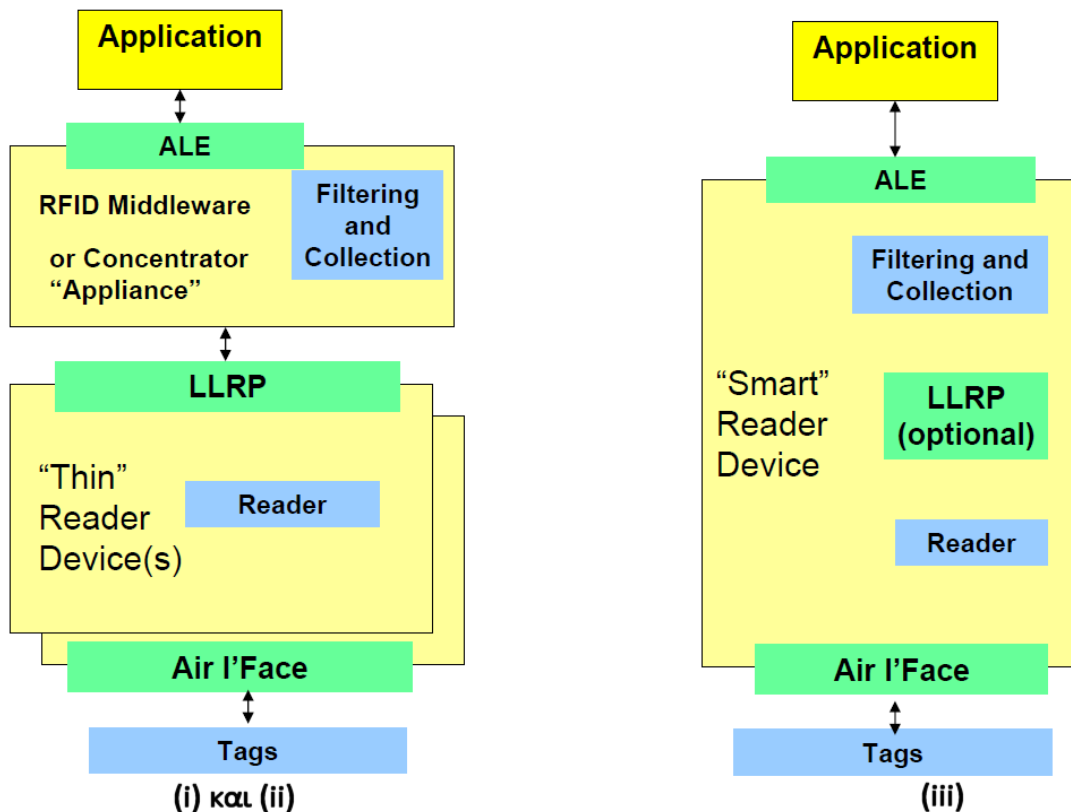 Application
ALE
RFID Middleware
or Concentrator
“Appliance”
Filtering
and
Collection
LLRP
“Thin”
Reader
Device(s)
Reader
Air I’Face
Tags
(i) και (ii)
Application
ALE
Filtering and
Collection
“Smart”
Reader
Device
LLRP
(optional)
Reader
Air I’Face
Tags
(iii)